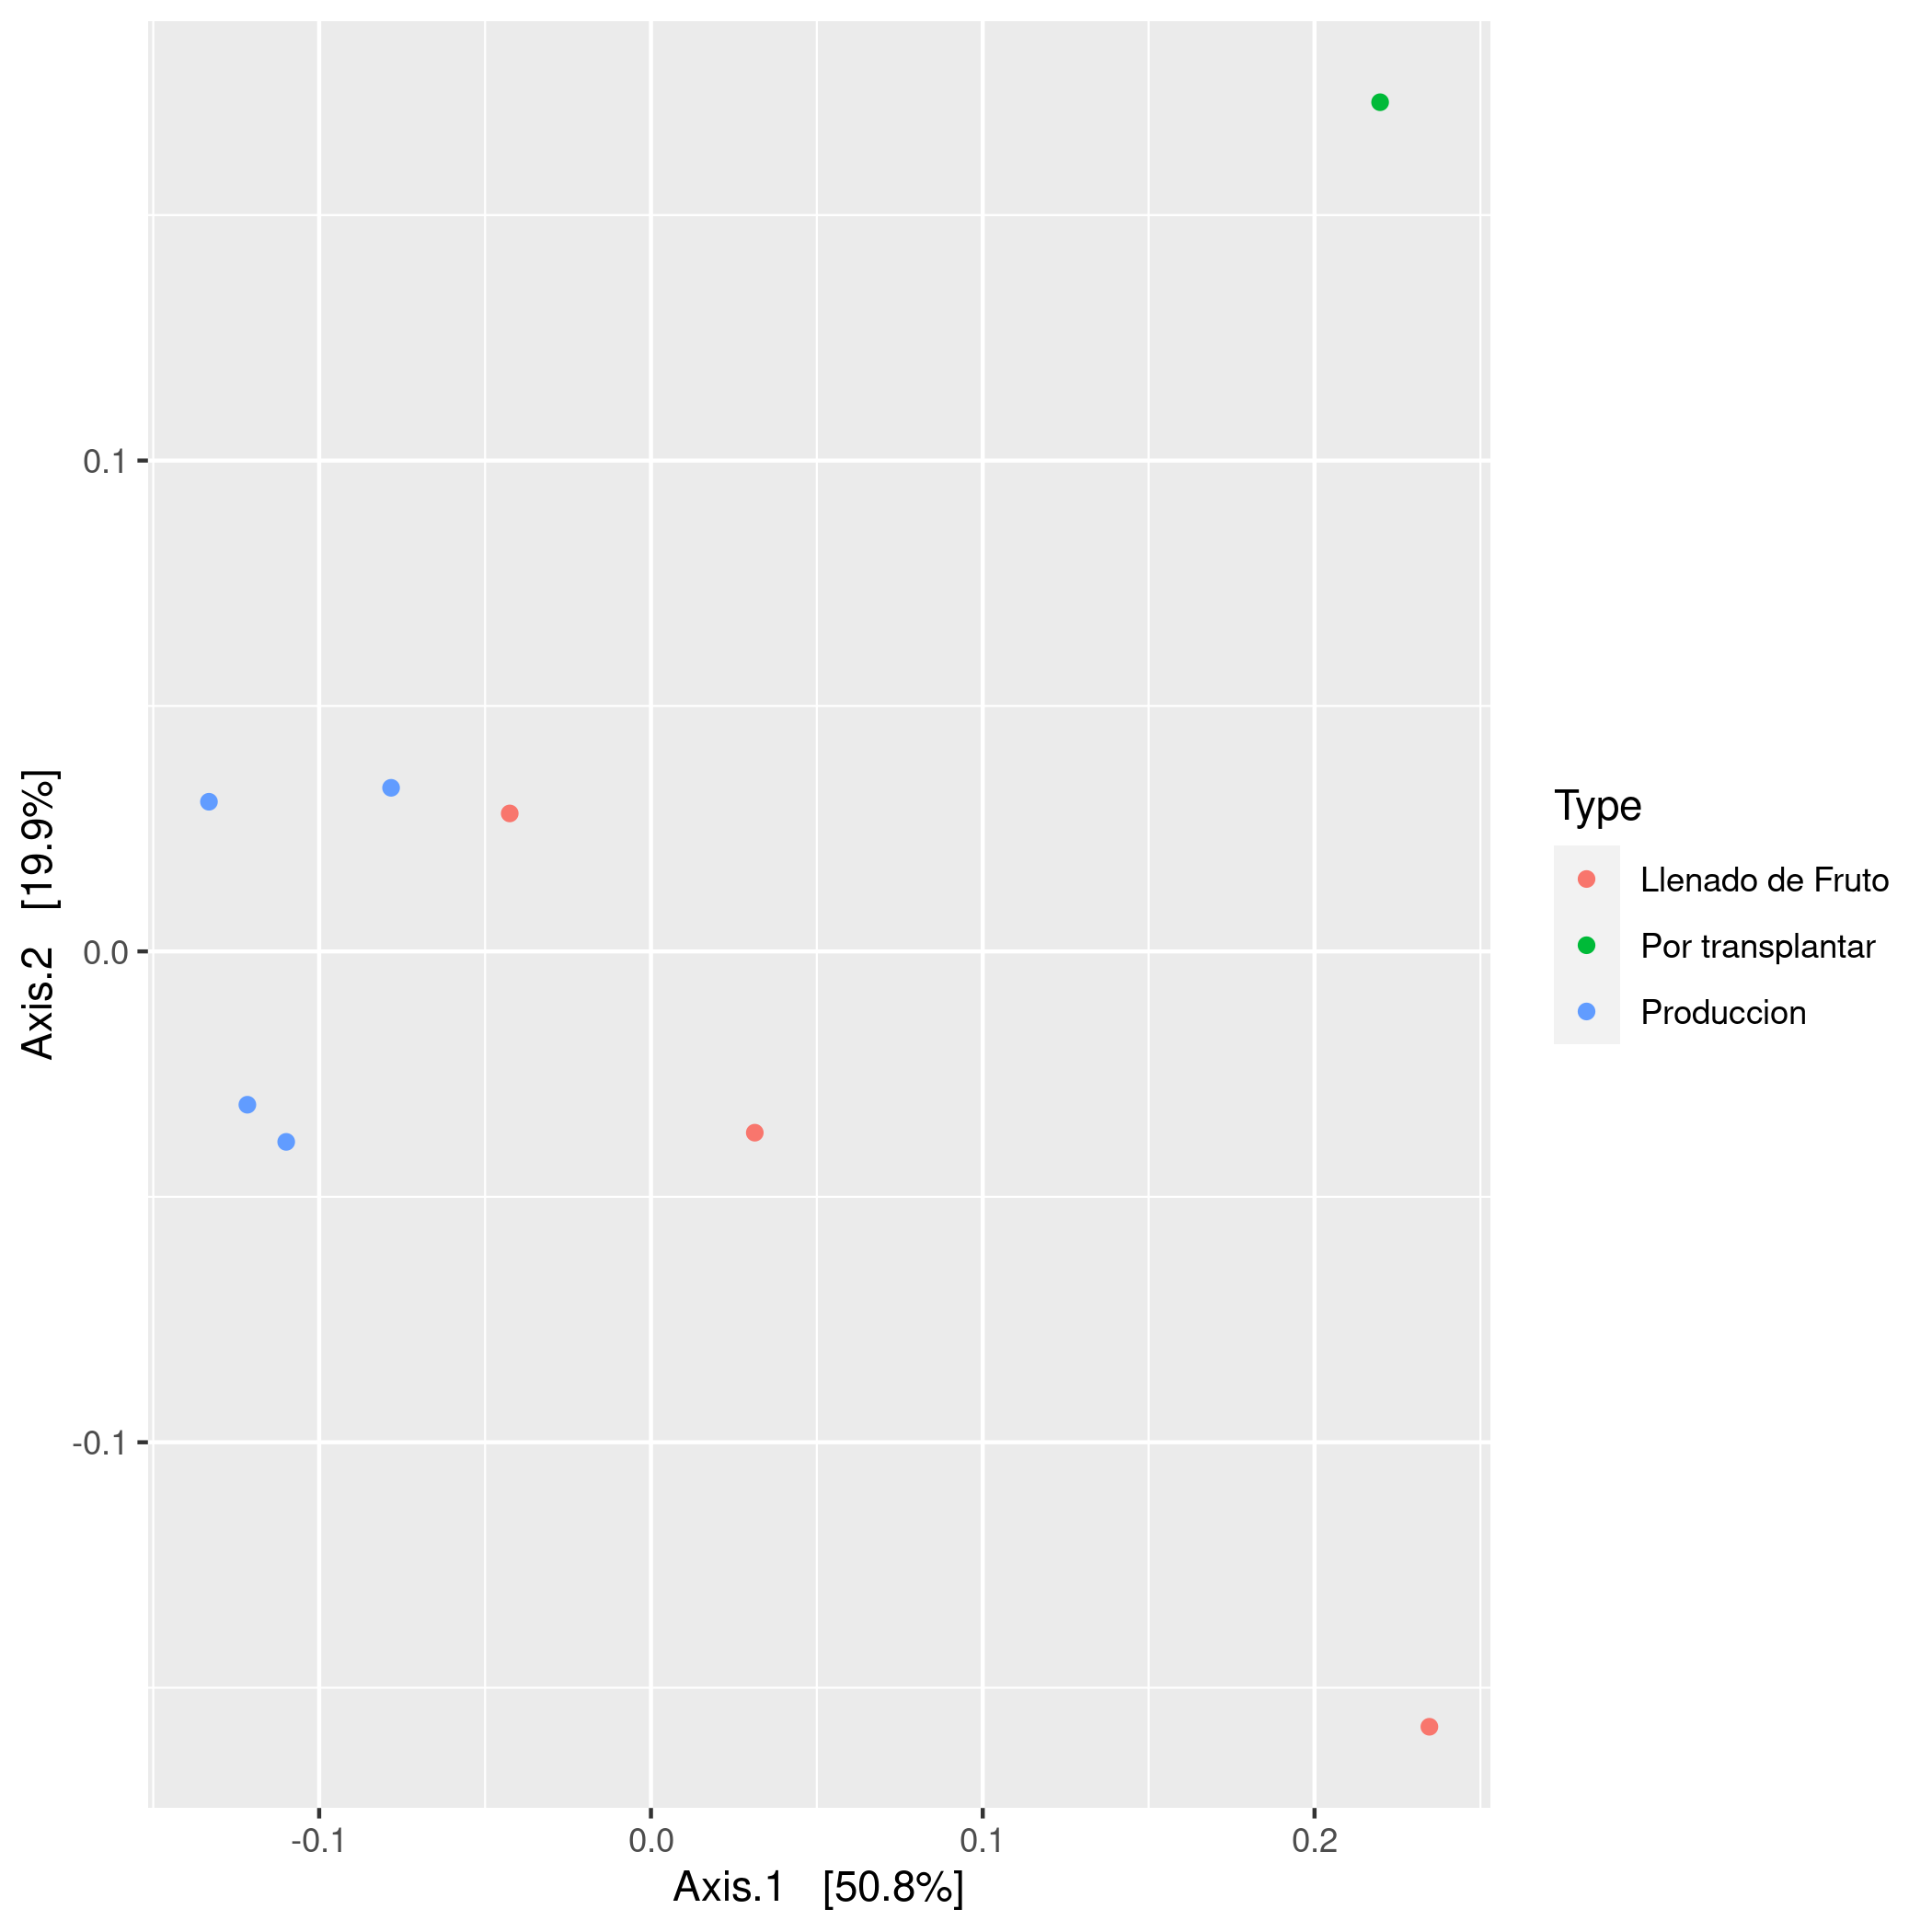 0.1
0.0
-0.1
Axis.2 [19.9%]
-0.1 0.0 0.1 0.2
Axis.1 [50.8%]
Type
Llenado de Fruto
Por transplantar
Produccion